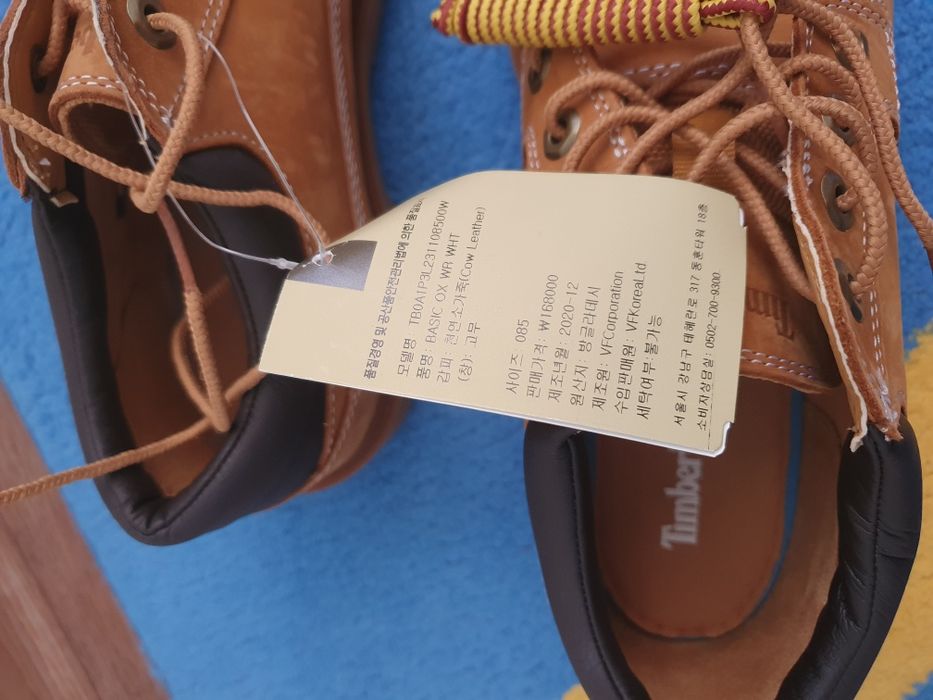 품질경영 및 공산품안전관리법에 의한 품질표시
모델명: TB0A1P3L231108500W
품명: BASIC OX WR WHT
갑피: 천연소가죽(Cow Leather)
(창): 고무
사이즈: 085
판매가격: W168000
제조년월: 2020-12
원산지: 방글라데시
제조원: VFCorporation
수입판매원: VFKoreaLtd
세탁여부:불가능
서울시 강남구 테헤란로 317 동훈타워 18층
소비자상담실: 0502-700-9300
Timber